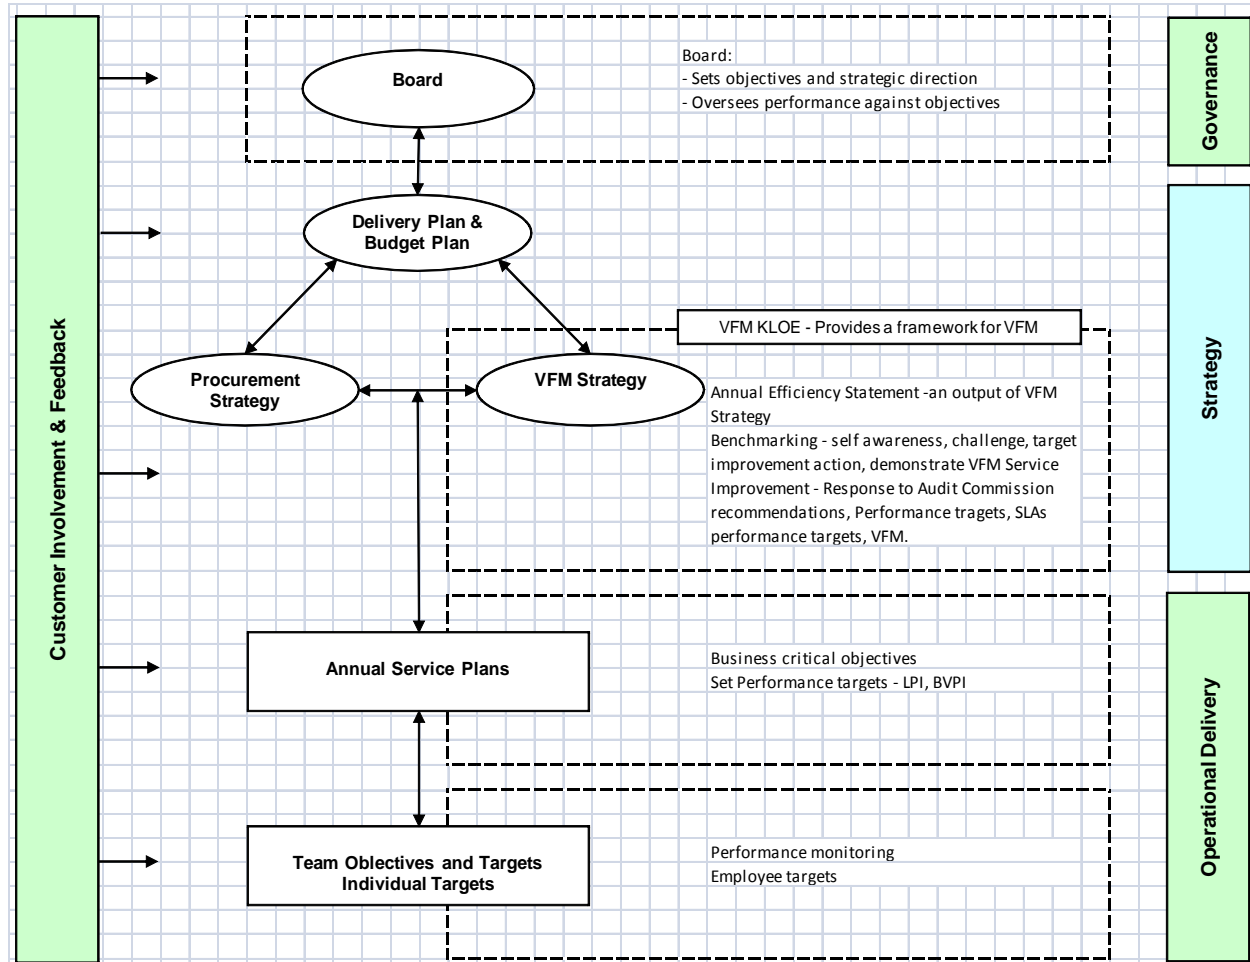 Customer Involvement & Feedback
Board
Board:
- Sets objectives and strategic direction
- Oversees performance against objectives
Governance
Delivery Plan &
Budget Plan
VFM KLOE - Provides a framework for VFM
Procurement
Strategy
VFM Strategy
Annual Efficiency Statement -an output of VFM
Strategy
Benchmarking - self awareness, challenge, target
improvement action, demonstrate VFM Service
Improvement - Response to Audit Commission
recommendations, Performance tragets, SLAs
performance targets, VFM.
Strategy
Annual Service Plans
Business critical objectives
Set Performance targets - LPI, BVPI
Team Oblectives and Targets
Individual Targets
Performance monitoring
Employee targets
Operational Delivery